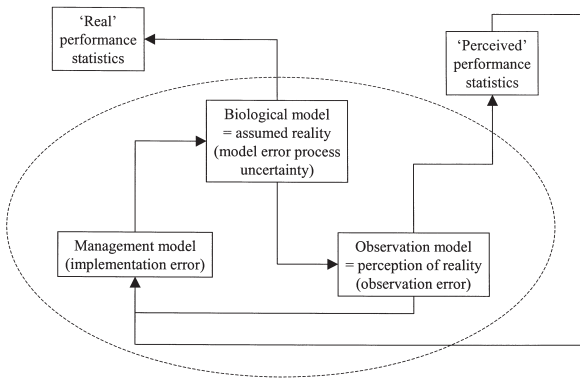 ‘Real’
performance
statistics
‘Perceived’
performance
statistics
Biological model
= assumed reality
(model error process
uncertainty)
Management model
(implementation error)
Observation model
= perception of reality
(observation error)